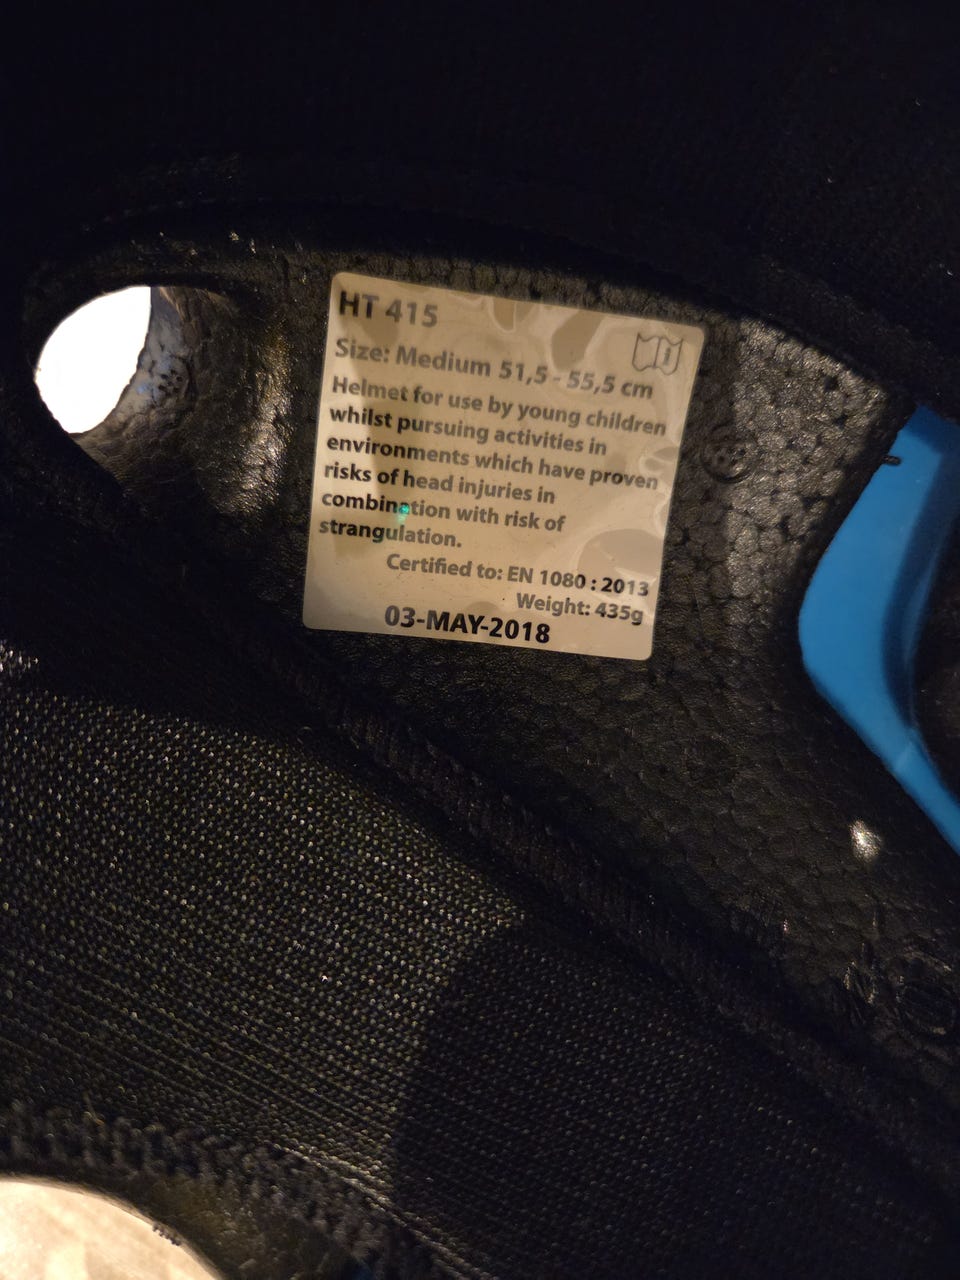 HT 415
Size: Medium 51,5 - 55,5 cm
Helmet for use by young children
whilst pursuing activities in
environments which have proven
risks of head injuries in
combination with risk of
strangulation.
Certified to: EN 1080 : 2013
Weight: 435g
03-MAY-2018